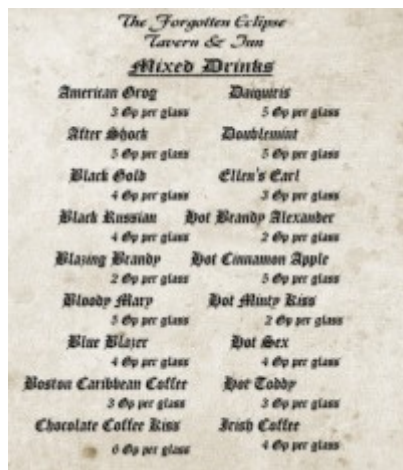 The Forgotten Eclipse
Tavern & Inn
Mixed Drinks
American Grog
3 Gp per glass
After Shock
5 Gp per glass
Black Gold
4 Gp per glass
Black Russian
4 Gp per glass
Blazing Brandy
2 Gp per glass
Bloody Mary
5 Gp per glass
Blue Blazer
4 Gp per glass
Boston Caribbean Coffee
3 Gp per glass
Chocolate Coffee Kiss
6 Gp per glass
Daiquiris
5 Gp per glass
Doublemint
5 Gp per glass
Ellen's Earl
3 Gp per glass
Hot Brandy Alexander
2 Gp per glass
Hot Cinnamon Apple
5 Gp per glass
Hot Minty Kiss
2 Gp per glass
Hot Sex
4 Gp per glass
Hot Toddy
3 Gp per glass
Irish Coffee
4 Gp per glass